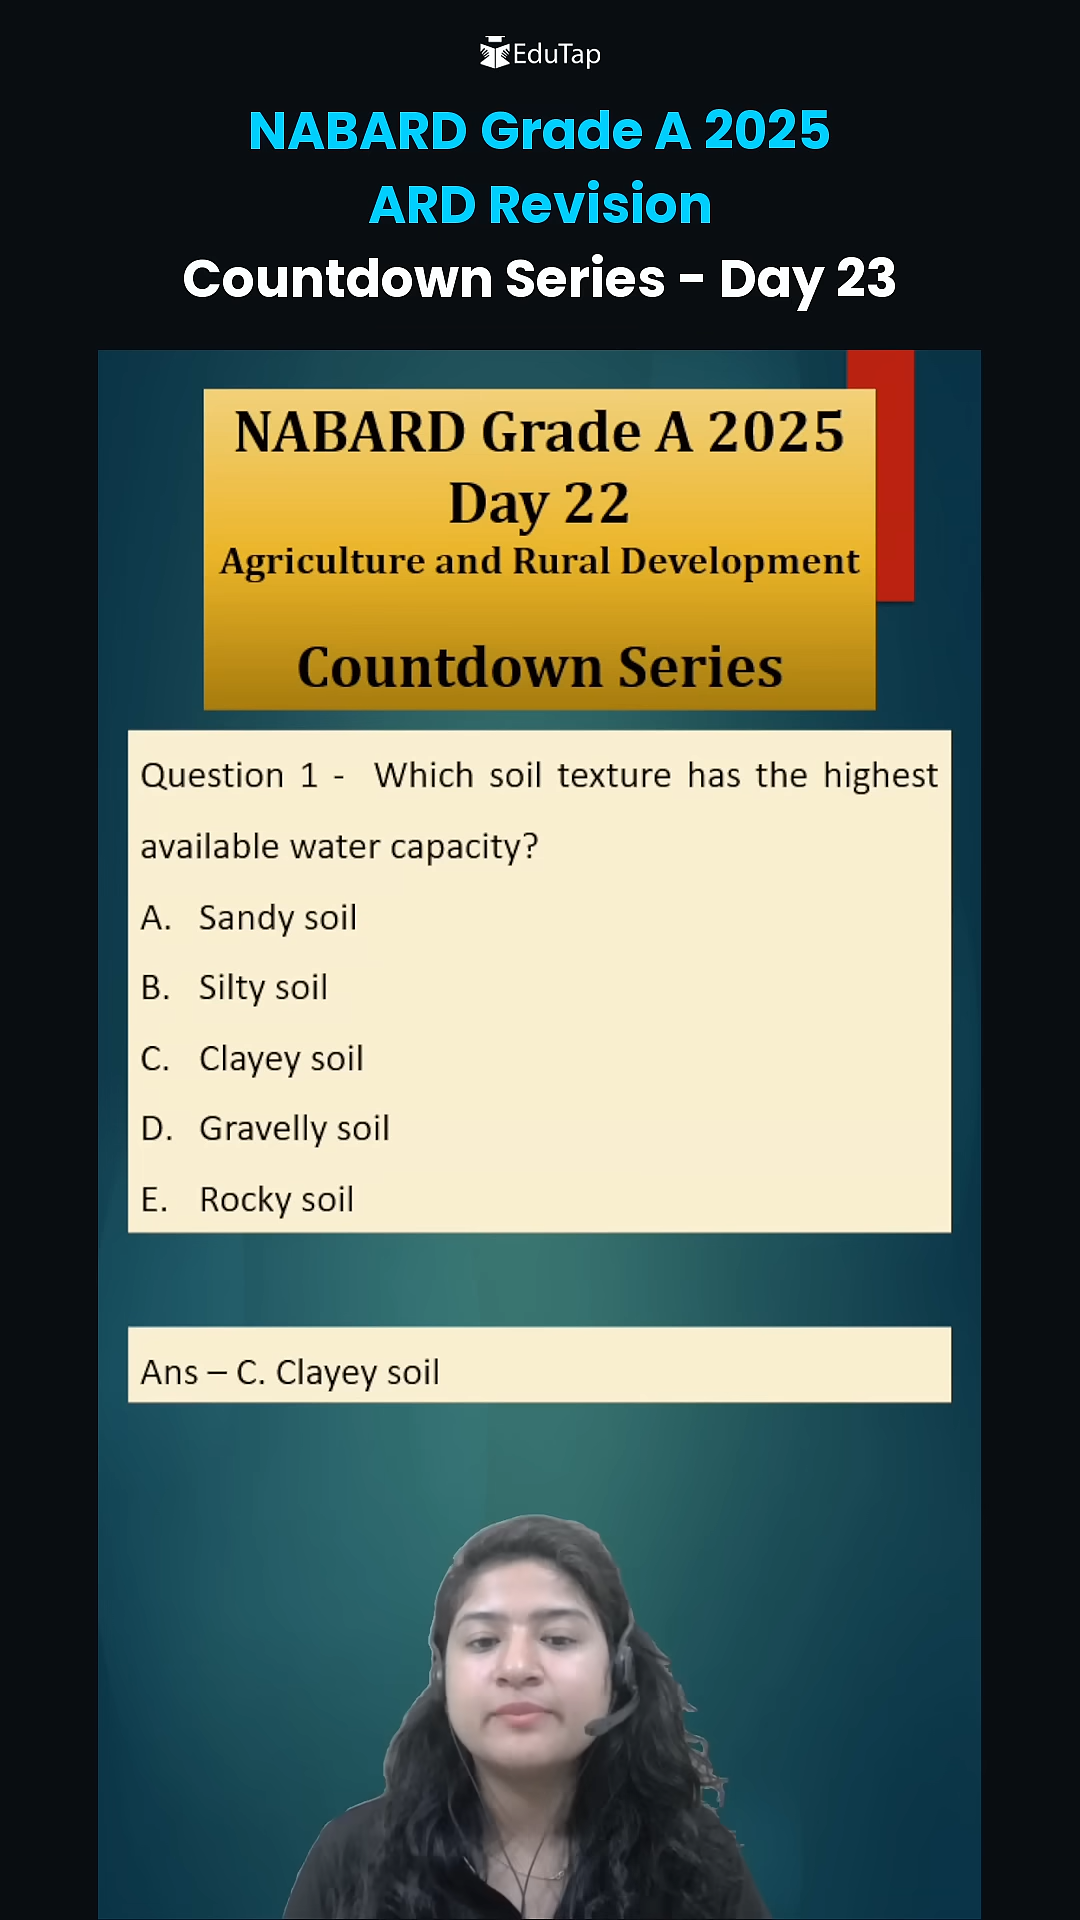 EduTap
NABARD Grade A 2025
ARD Revision
Countdown Series - Day 23
NABARD Grade A 2025
Day 22
Agriculture and Rural Development
Countdown Series
Question 1 - Which soil texture has the highest
available water capacity?
A. Sandy soil
B. Silty soil
C. Clayey soil
D. Gravelly soil
E. Rocky soil
Ans – C. Clayey soil